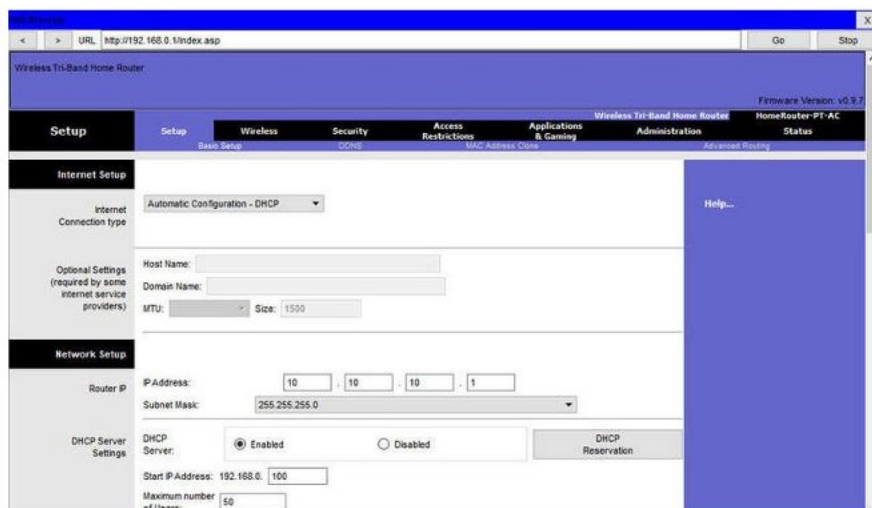 X
< > URL http://192.168.0.1/index.asp Go Stop
Wireless Tri-Band Home Router
Firmware Version: v0.9.7
Wireless Tri-Band Home Router HomeRouter-PT-AC
Setup
Setup Wireless Security Access Restrictions Applications & Gaming Administration Status
Basic Setup DDNS MAC Address Clone Advanced Routing
Internet Setup
Internet Connection type
Automatic Configuration - DHCP
Help...
Optional Settings (required by some internet service providers)
Host Name:
Domain Name:
MTU: Size: 1500
Network Setup
Router IP
IP Address: 10 . 10 . 10 . 1
Subnet Mask: 255.255.255.0
DHCP Server Settings
DHCP Server: Enabled Disabled DHCP Reservation
Start IP Address: 192.168.0. 100
Maximum number of Users: 50